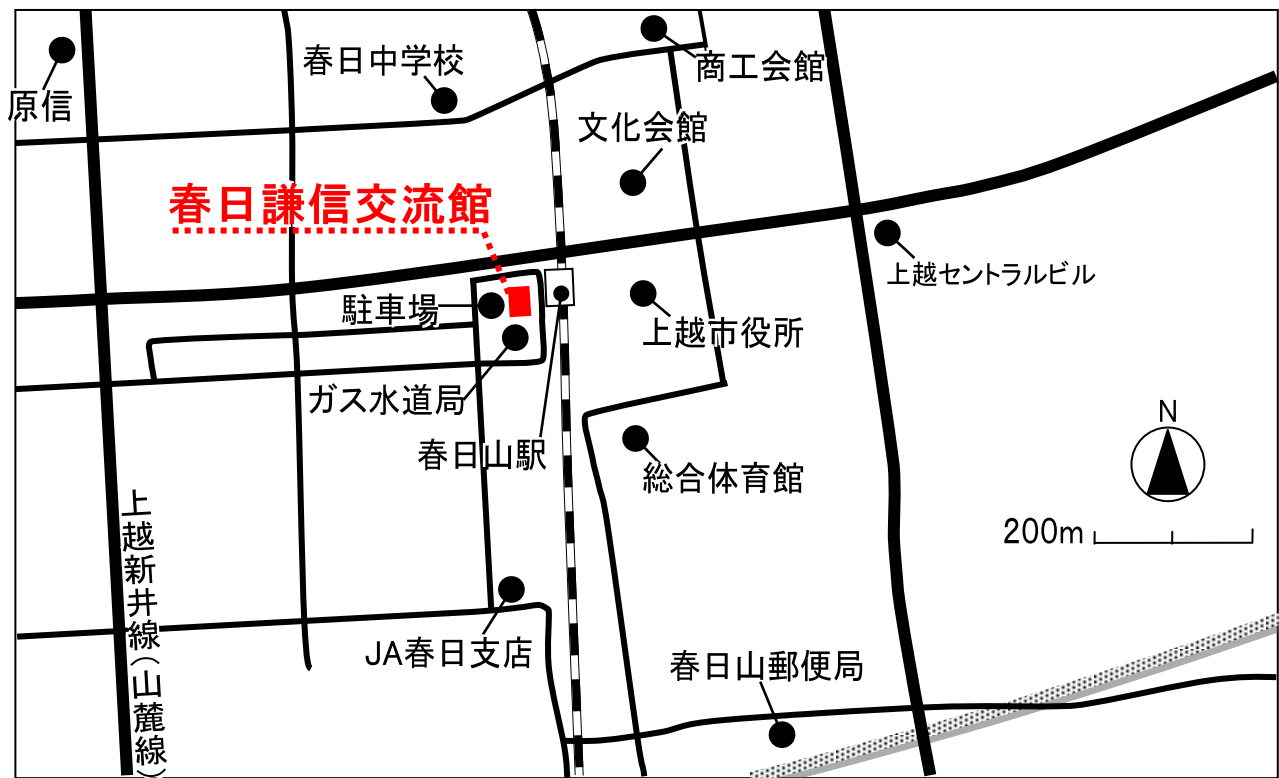 春日中学校
商工会館
原信
文化会館
春日謙信交流館
上越セントラルビル
駐車場
上越市役所
ガス水道局
N
春日山駅
総合体育館
上越新井線(山麓線)
200m
JA春日支店
春日山郵便局